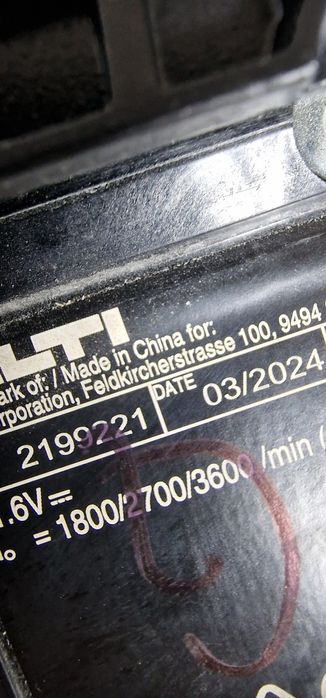 LTI
ark of: / Made in China for:
rporation, Feldkircherstrasse 100, 9494
2199221 DATE 03/2024
.6V
= 1800/2700/3600 /min (